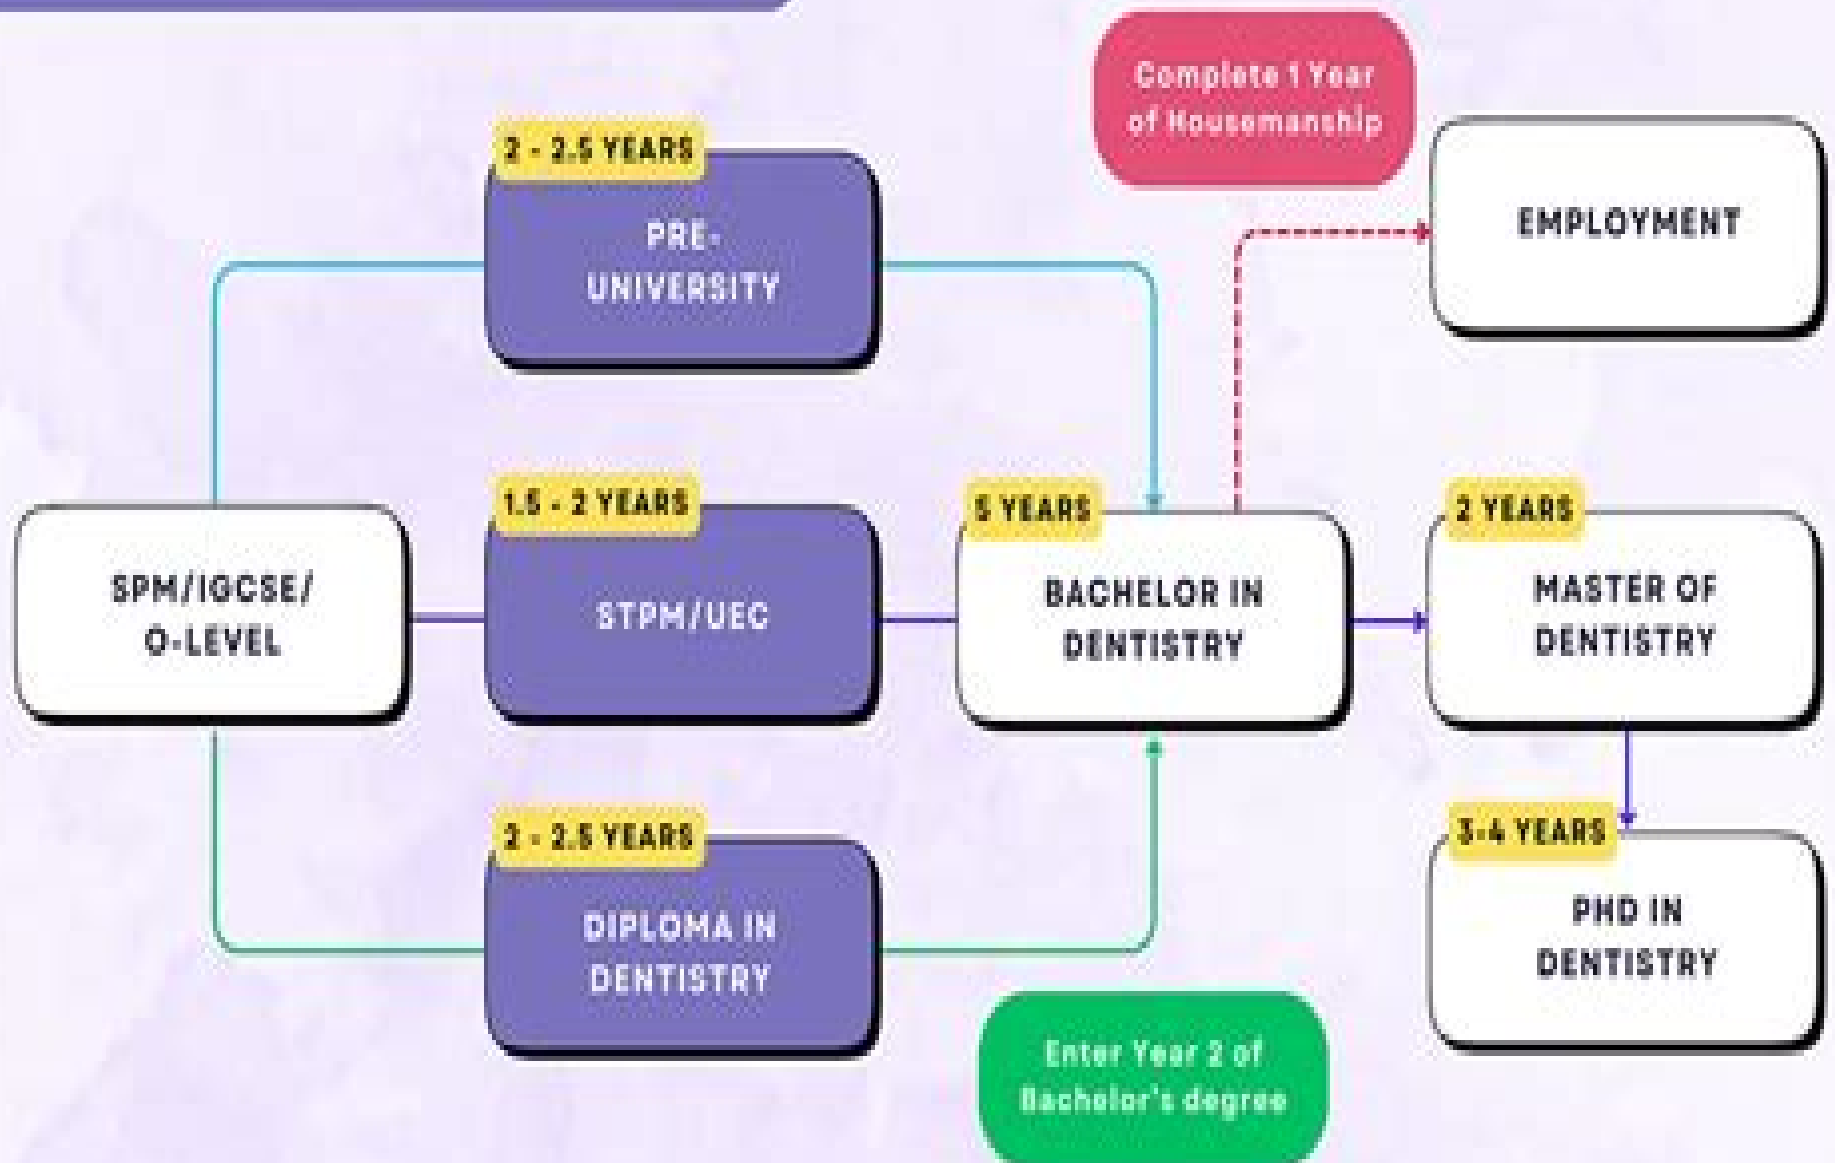 Complete 1 Year
of Housemanship
2 - 2.5 YEARS
PRE-
UNIVERSITY
EMPLOYMENT
1.5 - 2 YEARS
5 YEARS
2 YEARS
SPM/IGCSE/
O-LEVEL
STPM/UEC
BACHELOR IN
DENTISTRY
MASTER OF
DENTISTRY
2 - 2.5 YEARS
DIPLOMA IN
DENTISTRY
3-4 YEARS
PHD IN
DENTISTRY
Enter Year 2 of
Bachelor's degree